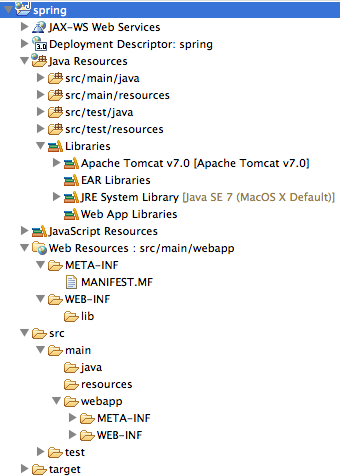 spring
JAX-WS Web Services
Deployment Descriptor: spring
Java Resources
src/main/java
src/main/resources
src/test/java
src/test/resources
Libraries
Apache Tomcat v7.0 [Apache Tomcat v7.0]
EAR Libraries
JRE System Library [Java SE 7 (MacOS X Default)]
Web App Libraries
JavaScript Resources
Web Resources : src/main/webapp
META-INF
MANIFEST.MF
WEB-INF
lib
src
main
java
resources
webapp
META-INF
WEB-INF
test
target